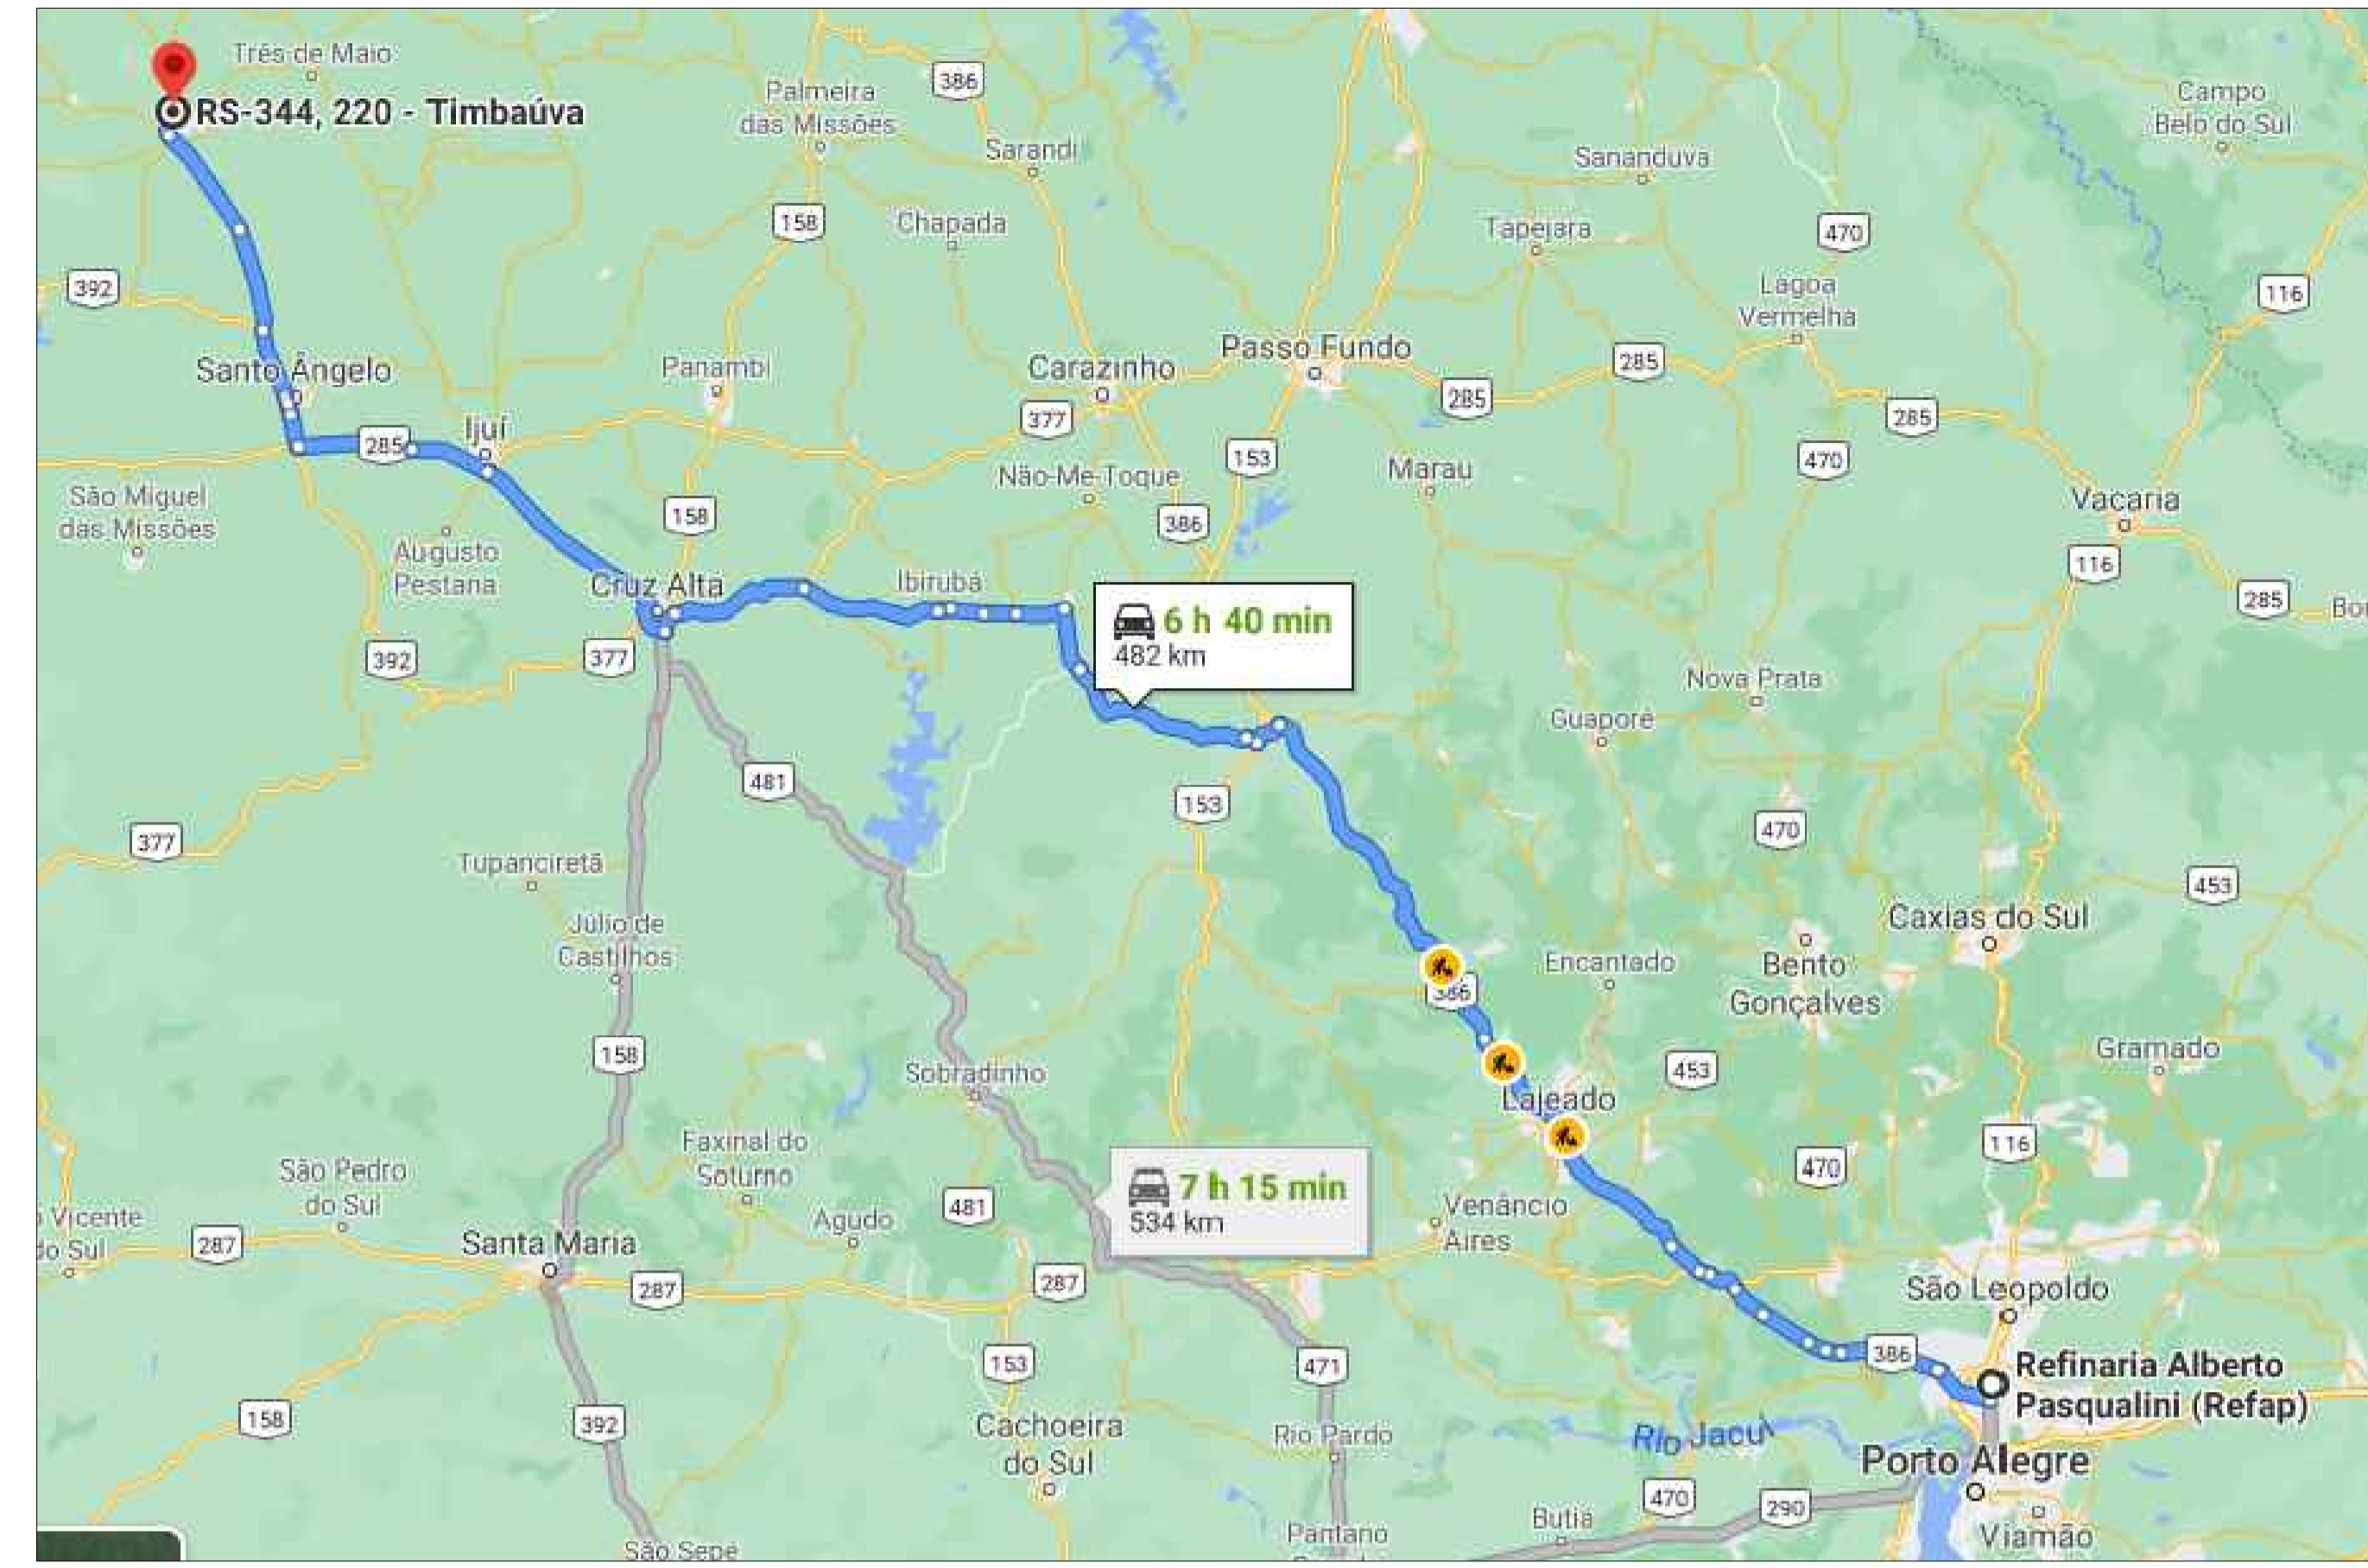 Três de Maio
RS-344, 220 - Timbaúva
386
Palmeira
das Missões
Sarandi
Campo
Belo do Sul
Sananduva
158
Chapada
Tapejara
470
392
Lagoa
Vermelha
116
Santo Ângelo
Panambi
Carazinho
Passo Fundo
285
285
377
285
Ijuí
285
153
Marau
470
Não-Me-Toque
São Miguel
das Missões
158
386
Vacaria
Augusto
Pestana
116
Cruz Alta
Ibirubá
285
6 h 40 min
482 km
392
377
Nova Prata
Guaporé
481
153
377
470
Tupanciretã
453
Júlio de
Castilhos
Caxias do Sul
Encantado
Bento
Gonçalves
386
158
Sobradinho
453
Gramado
Lajeado
Faxinal do
Soturno
116
São Pedro
do Sul
470
7 h 15 min
534 km
481
Venâncio
Aires
Vicente
do Sul
Agudo
287
Santa Maria
287
287
São Leopoldo
153
471
386
Refinaria Alberto
Pasqualini (Refap)
158
392
Cachoeira
do Sul
Rio Pardo
Rio Jacuí
Porto Alegre
470
290
Butiá
Pantano
Viamão
São Sepé